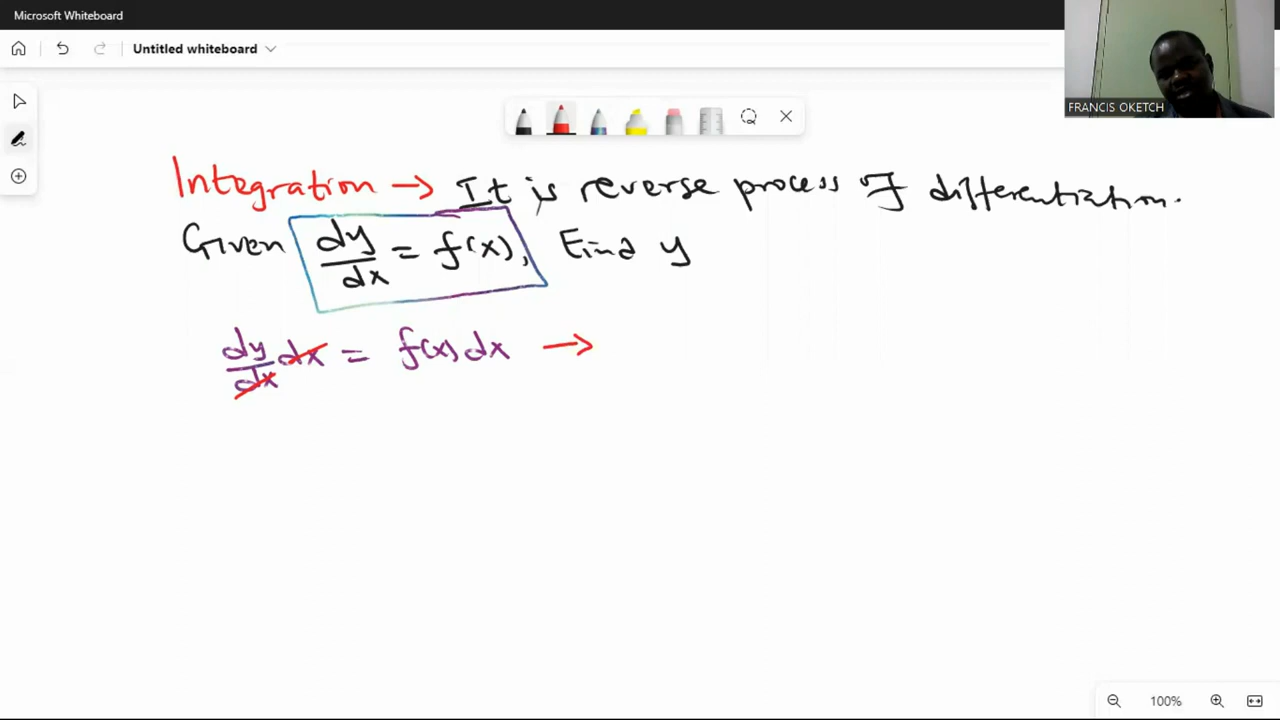 Microsoft Whiteboard
Untitled whiteboard
FRANCIS OKETCH
Integration → It is reverse process of differentiation.
Given dy/dx = f(x), Find y
dy/dx dx = f(x) dx →
100%